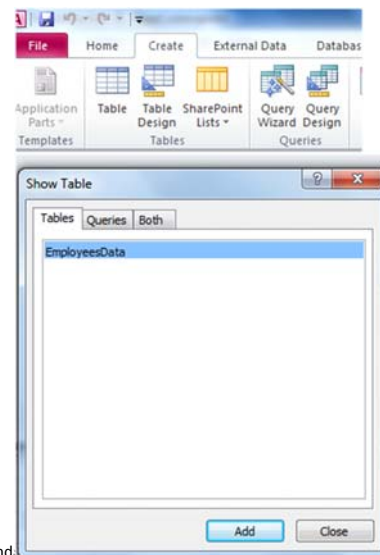 A
File Home Create External Data Databas
Application Parts Table Table Design SharePoint Lists Query Wizard Query Design
Templates Tables Queries
Show Table
Tables Queries Both
EmployeesData
Add Close